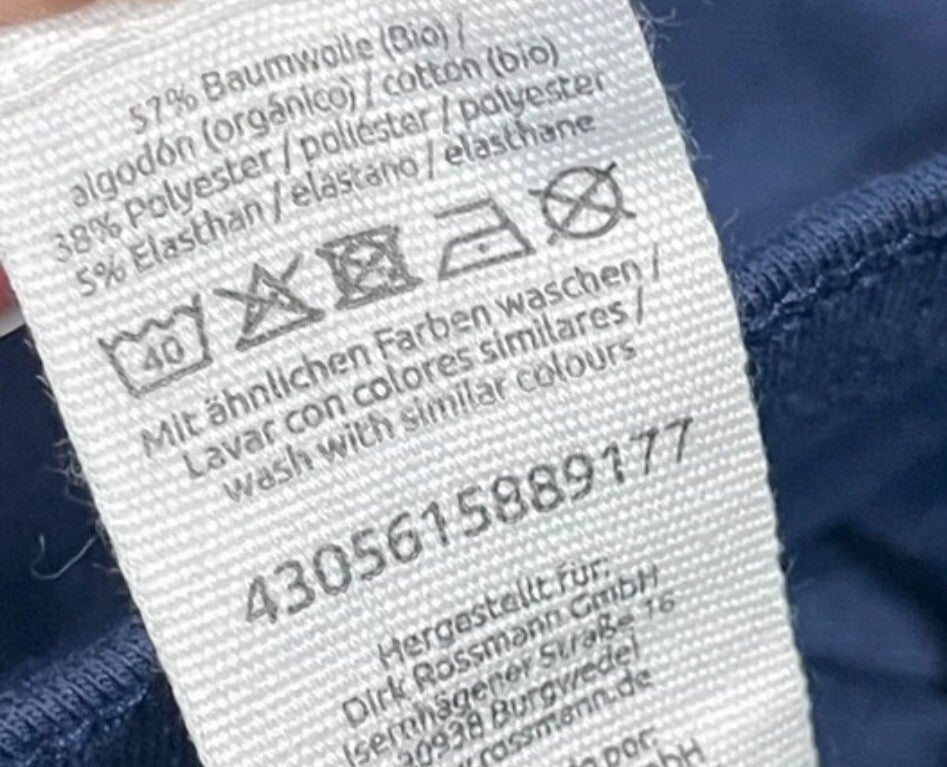 57% Baumwolle (Bio) /
algodón (orgánico) / cotton (bio)
38% Polyester / poliéster / polyester
5% Elasthan / elastano / elasthane
40
Mit ähnlichen Farben waschen /
Lavar con colores similares /
wash with similar colours
4305615889177
Hergestellt für:
Dirk Rossmann GmbH
Isernhägener Straße 16
30938 Burgwedel
rossmann.de
por: